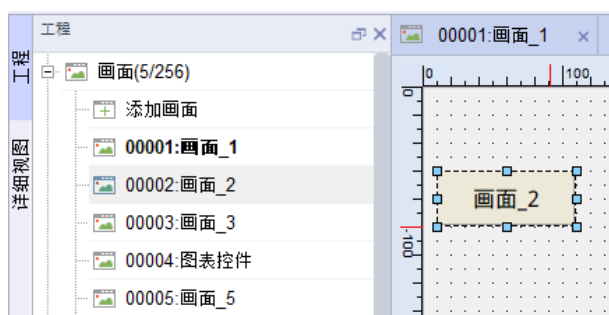 工程
工程
详细视图
画面(5/256)
添加画面
00001:画面_1
00002:画面_2
00003:画面_3
00004:图表控件
00005:画面_5
00001:画面_1
0
100
0
-100
画面_2